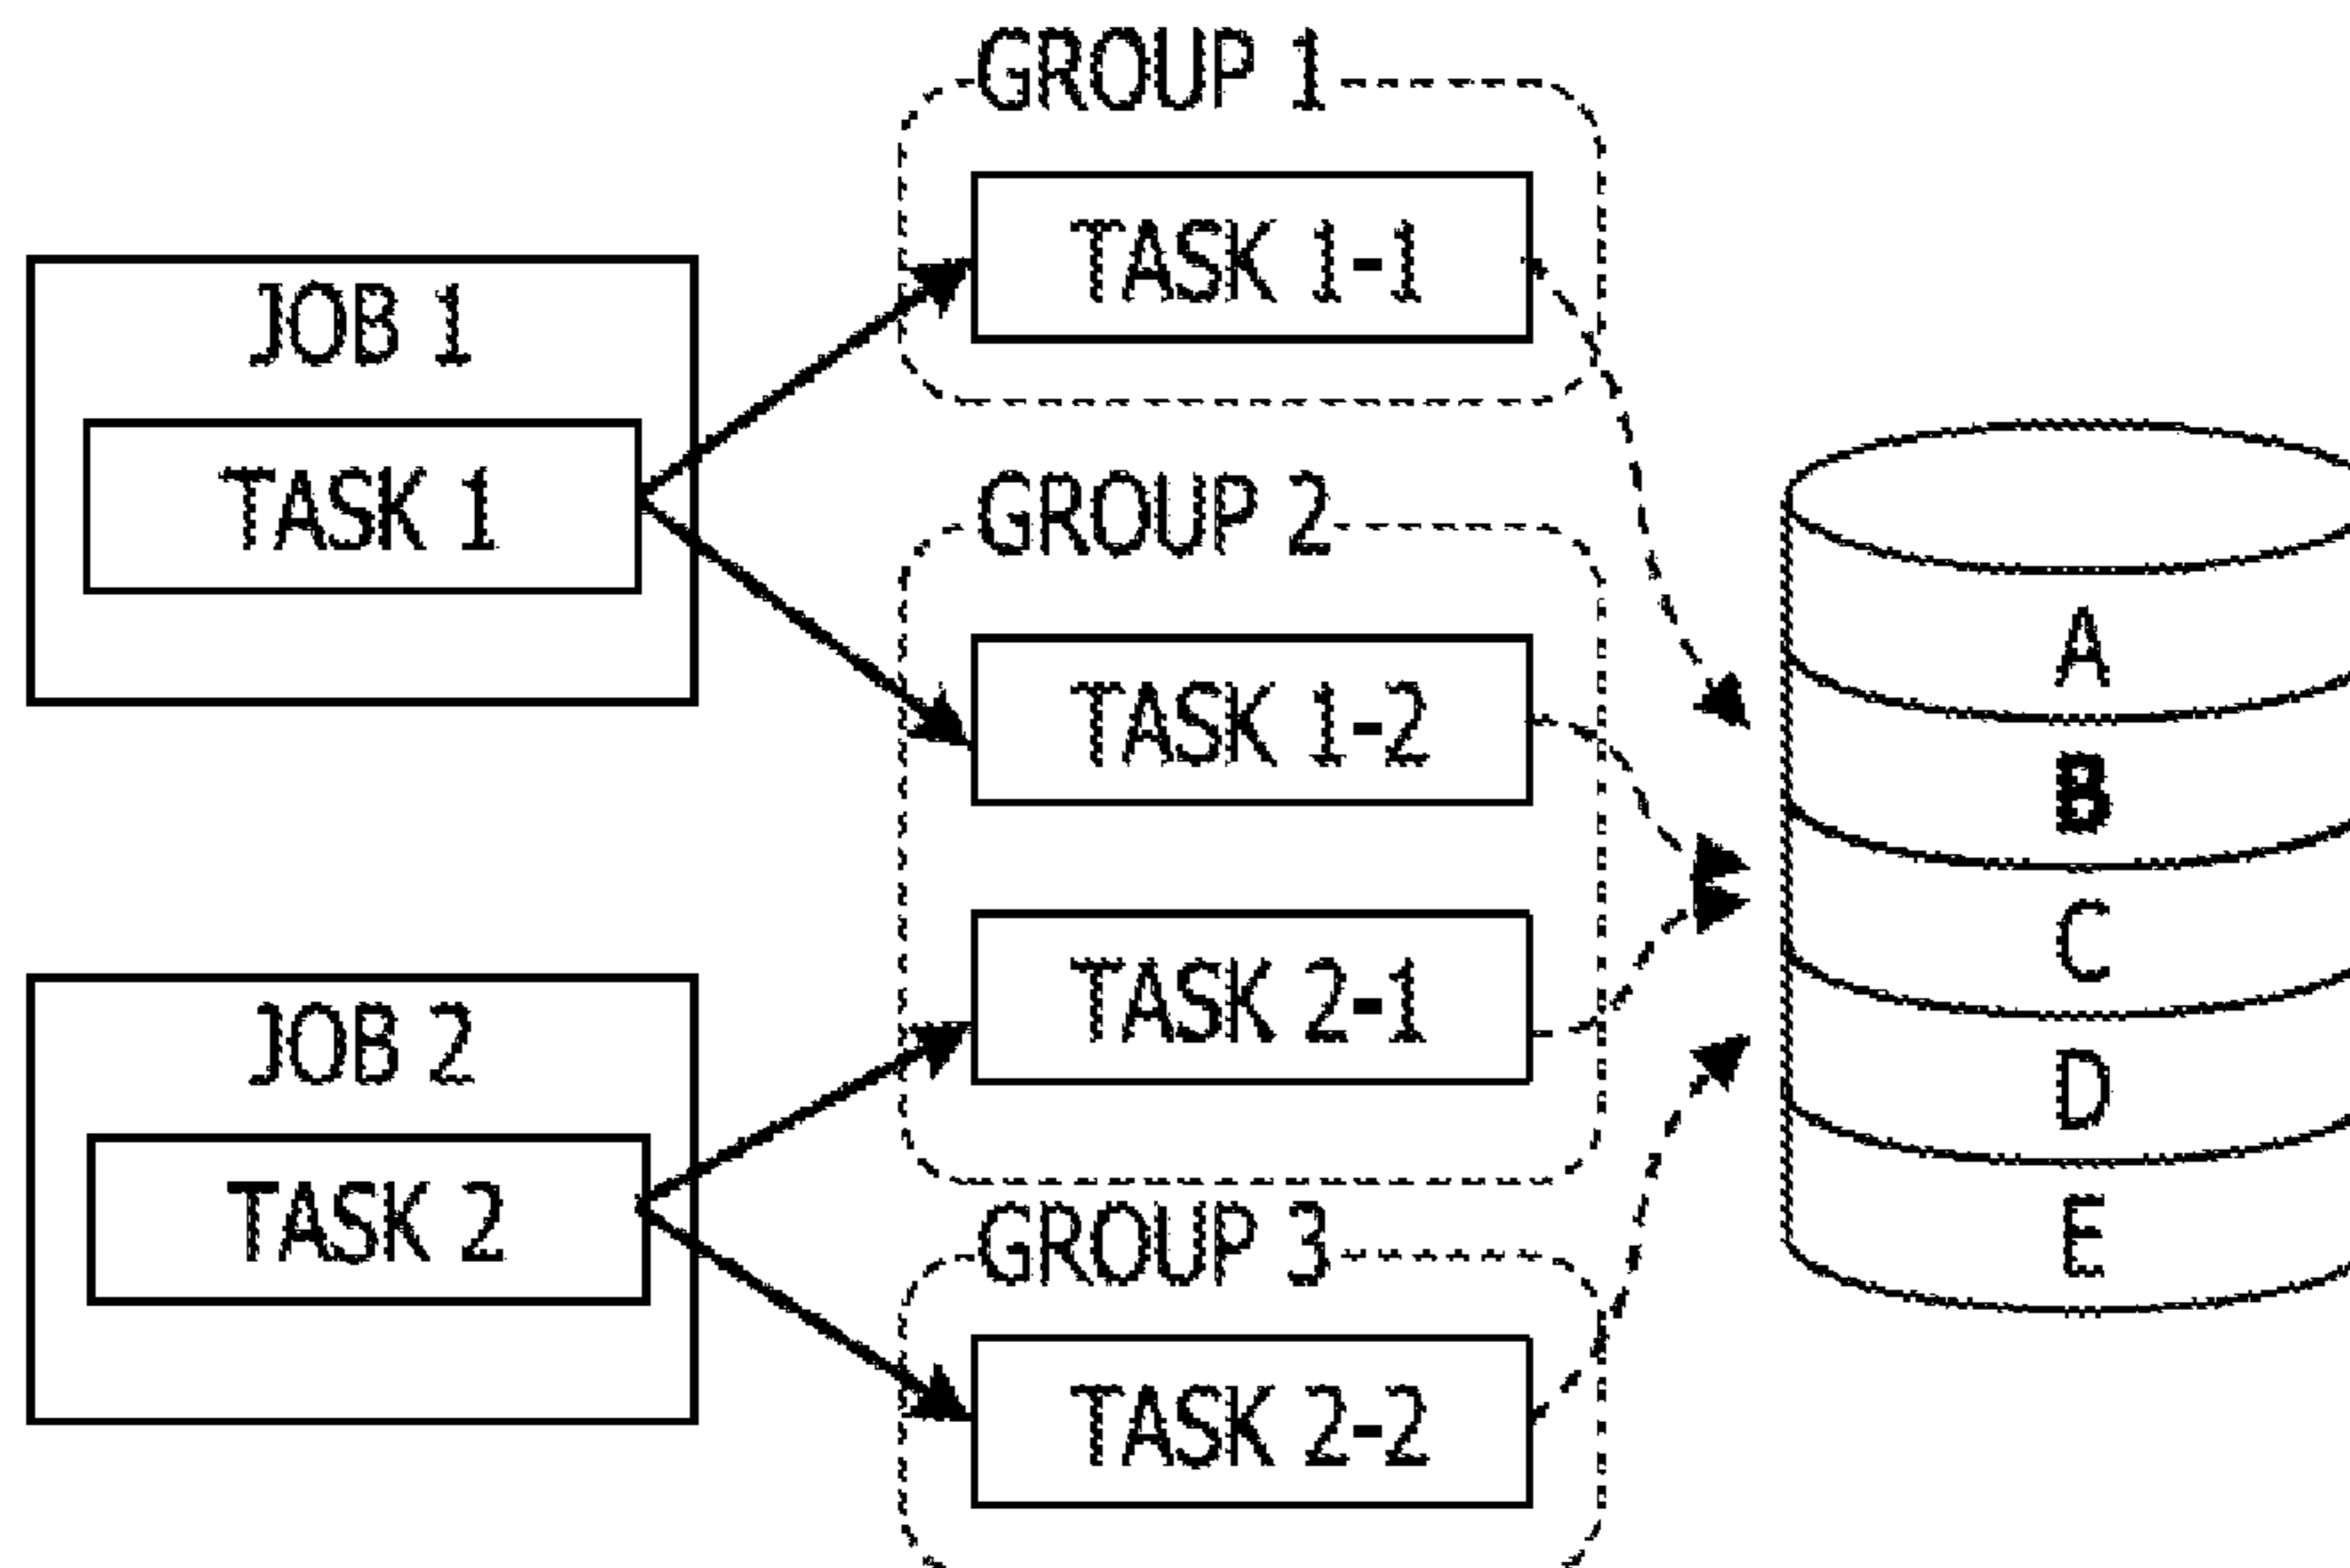 JOB 1
TASK 1
JOB 2
TASK 2
GROUP 1
TASK 1-1
GROUP 2
TASK 1-2
TASK 2-1
GROUP 3
TASK 2-2
A
B
C
D
E